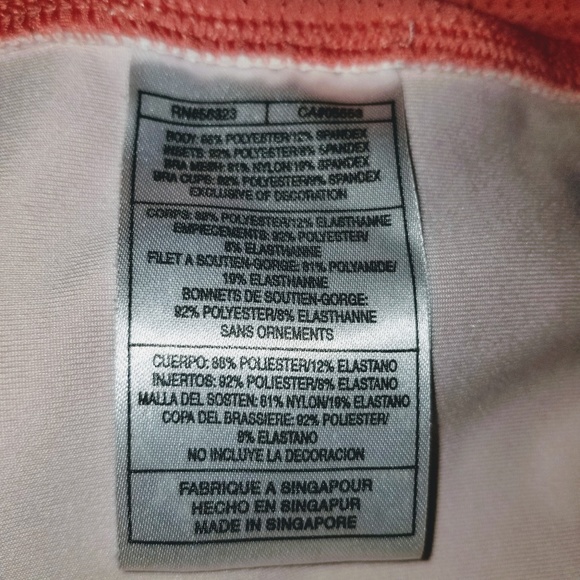 RN#56323 CA#05553
BODY: 88% POLYESTER/12% SPANDEX
INSETS: 92% POLYESTER/8% SPANDEX
BRA MESH: 81% NYLON/19% SPANDEX
BRA CUPS: 92% POLYESTER/8% SPANDEX
EXCLUSIVE OF DECORATION
CORPS: 88% POLYESTER/12% ELASTHANNE
EMPIECEMENTS: 92% POLYESTER/
8% ELASTHANNE
FILET A SOUTIEN-GORGE: 81% POLYAMIDE/
19% ELASTHANNE
BONNETS DE SOUTIEN-GORGE:
92% POLYESTER/8% ELASTHANNE
SANS ORNEMENTS
CUERPO: 88% POLIESTER/12% ELASTANO
INJERTOS: 92% POLIESTER/8% ELASTANO
MALLA DEL SOSTEN: 81% NYLON/19% ELASTANO
COPA DEL BRASSIERE: 92% POLIESTER/
8% ELASTANO
NO INCLUYE LA DECORACION
FABRIQUE A SINGAPOUR
HECHO EN SINGAPUR
MADE IN SINGAPORE